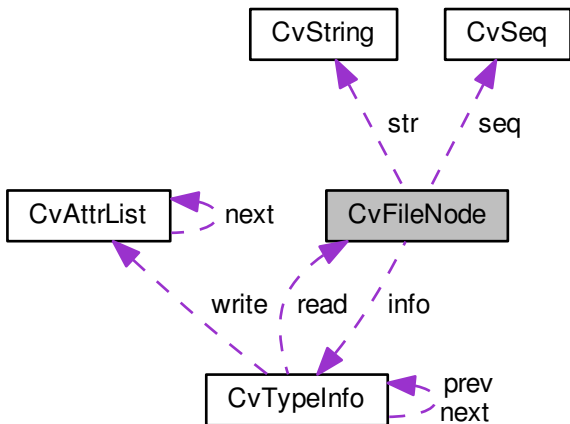 CvString
CvSeq
str
seq
CvAttrList
next
CvFileNode
write
read
info
CvTypeInfo
prev
next